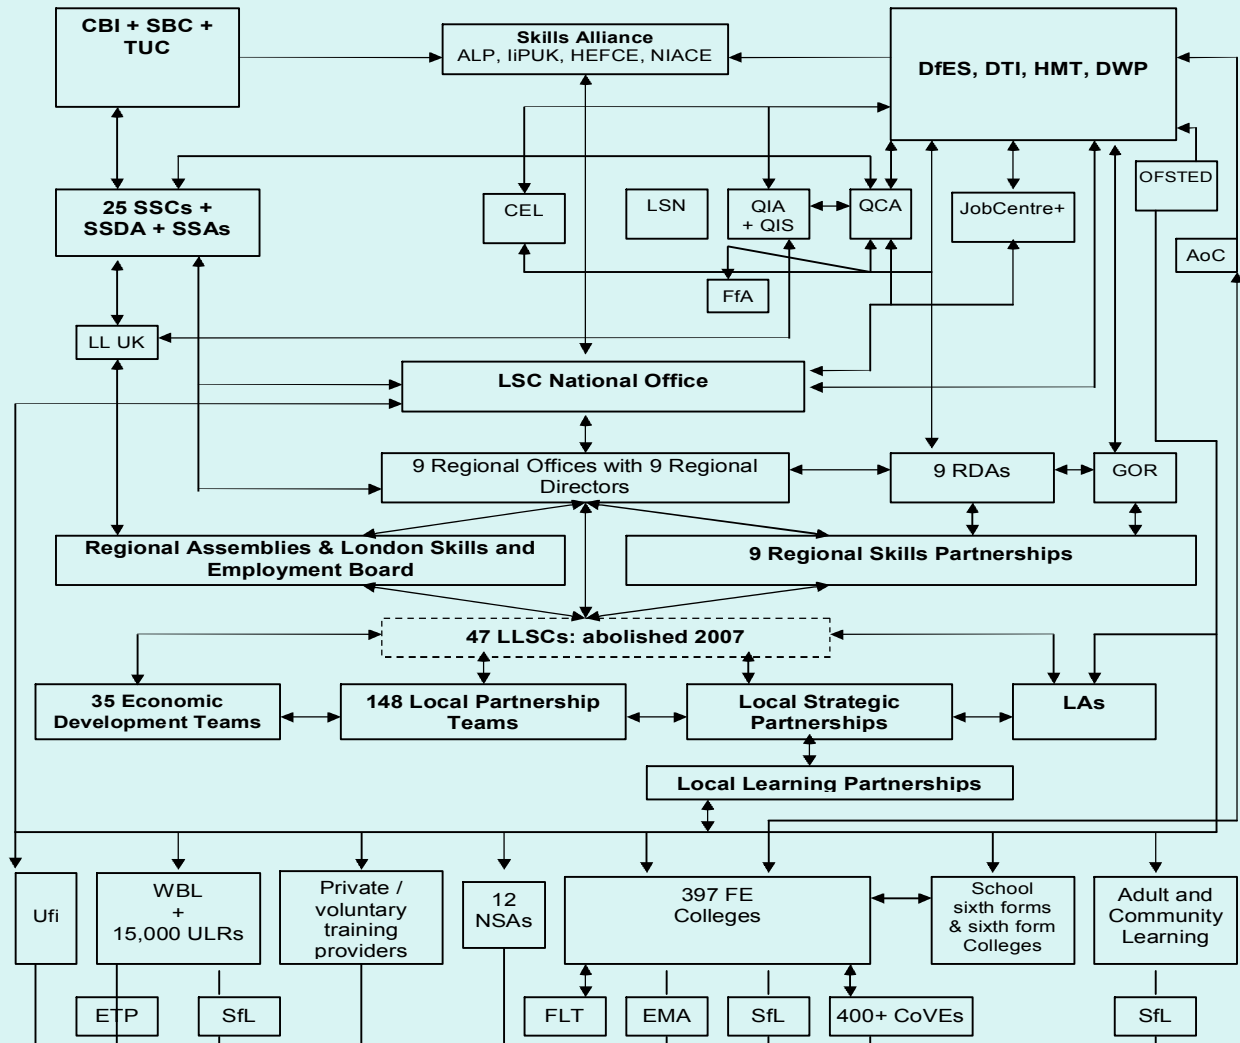 CBI + SBC +
TUC
Skills Alliance
ALP, IiPUK, HEFCE, NIACE
DfES, DTI, HMT, DWP
25 SSCs +
SSDA + SSAs
CEL
LSN
QIA
+ QIS
QCA
JobCentre+
OFSTED
AoC
FfA
LL UK
LSC National Office
9 Regional Offices with 9 Regional
Directors
9 RDAs
GOR
Regional Assemblies & London Skills and
Employment Board
9 Regional Skills Partnerships
47 LLSCs: abolished 2007
35 Economic
Development Teams
148 Local Partnership
Teams
Local Strategic
Partnerships
LAs
Local Learning Partnerships
Ufi
WBL
+
15,000 ULRs
Private /
voluntary
training
providers
12
NSAs
397 FE
Colleges
School
sixth forms
& sixth form
Colleges
Adult and
Community
Learning
ETP
SfL
FLT
EMA
SfL
400+ CoVEs
SfL